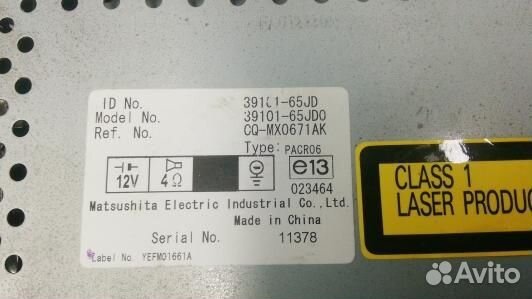 ID No. 39101-65JD
Model No. 39101-65JD0
Ref. No. CQ-MX0671AK
Type: PACR06
12V 4Ω e13
023464
Matsushita Electric Industrial Co.,Ltd.
Made in China
Serial No. 11378
Label No. YEFM01661A
CLASS 1
LASER PRODUC
Avito